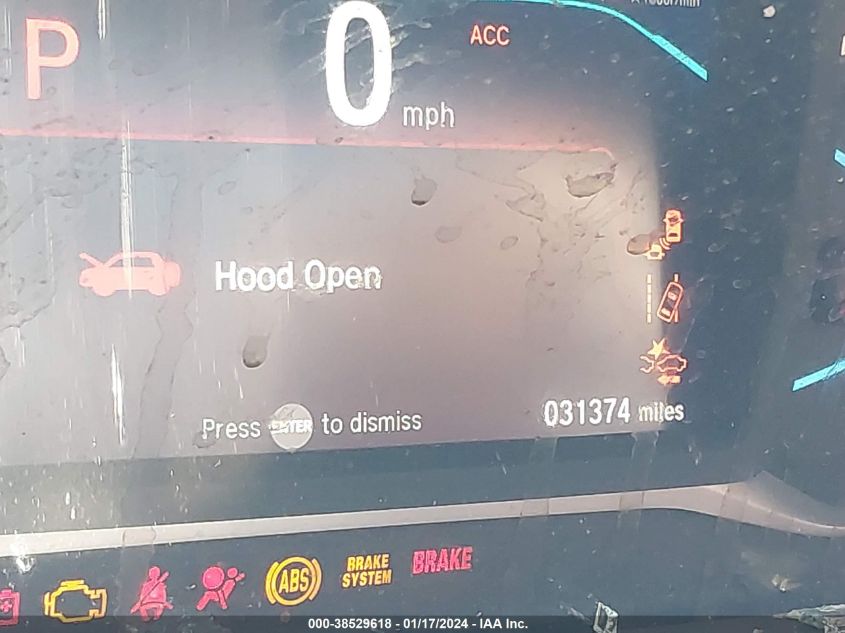 P
0 mph
ACC
Hood Open
Press ENTER to dismiss
031374 miles
ABS
BRAKE
SYSTEM
BRAKE
000-38529618 - 01/17/2024 - IAA Inc.